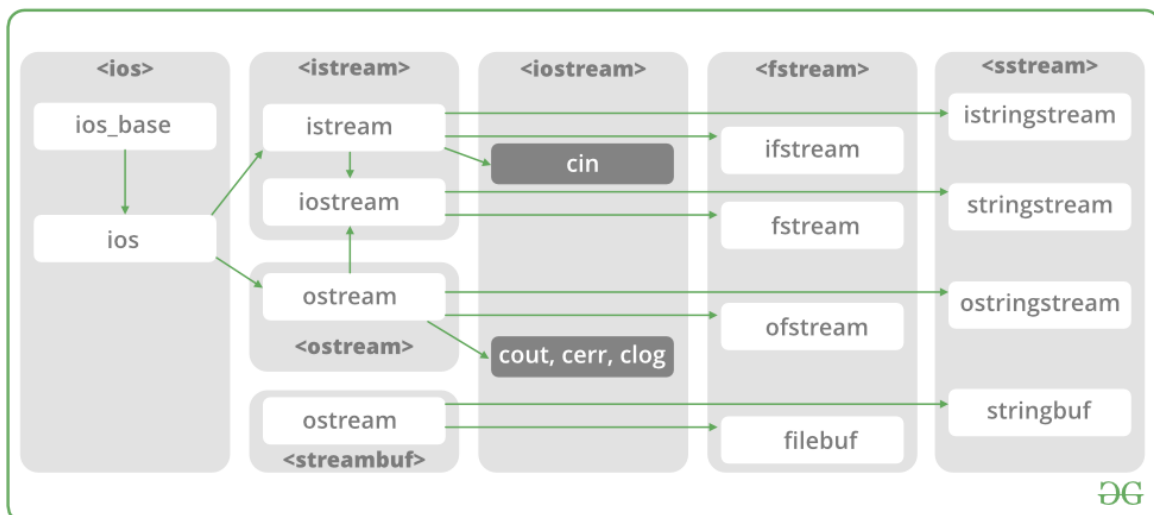 <ios>
ios_base
ios
<istream>
istream
iostream
ostream
<ostream>
ostream
<streambuf>
<iostream>
cin
cout, cerr, clog
<fstream>
ifstream
fstream
ofstream
filebuf
<sstream>
istringstream
stringstream
ostringstream
stringbuf